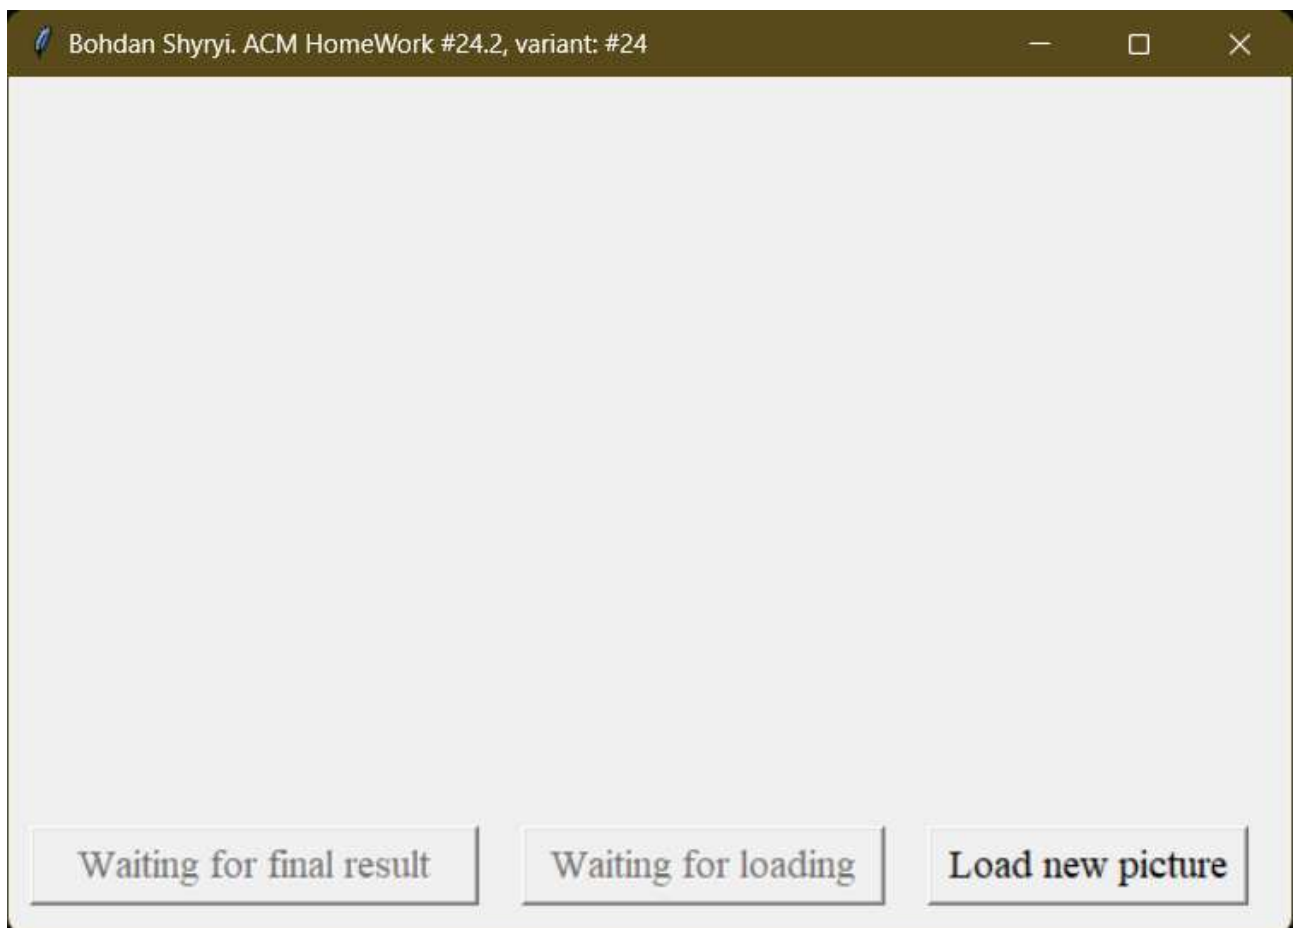 Bohdan Shyryi. ACM HomeWork #24.2, variant: #24
Waiting for final result
Waiting for loading
Load new picture